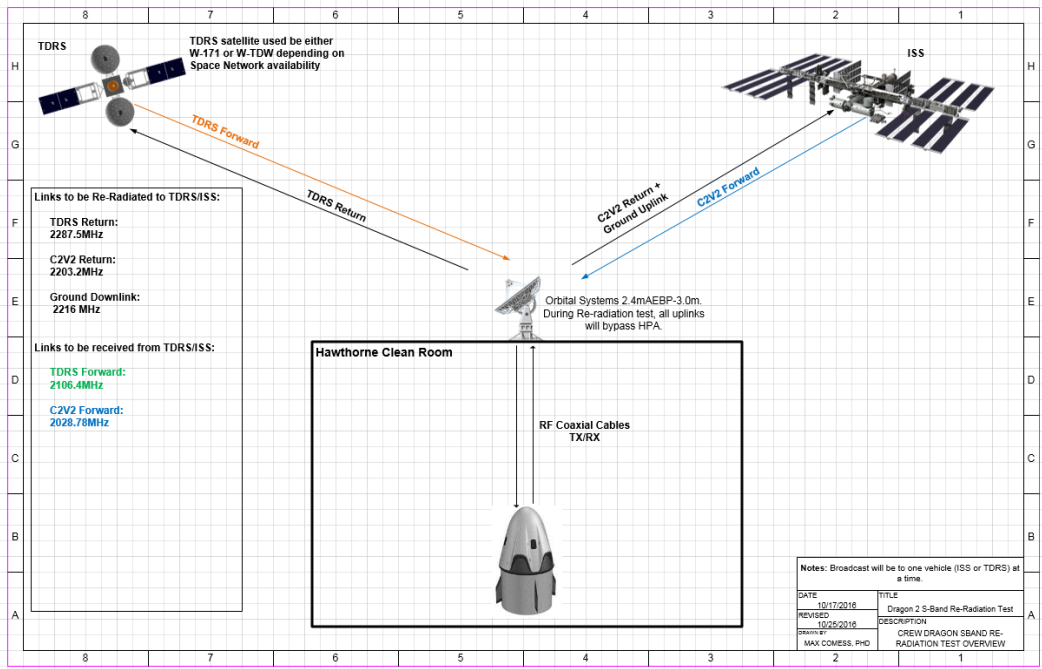 8 7 6 5 4 3 2 1
TDRS
TDRS satellite used be either
W-171 or W-TDW depending on
Space Network availability
ISS
H
H
TDRS Forward
G
G
TDRS Return
C2V2 Return +
Ground Uplink
C2V2 Forward
Links to be Re-Radiated to TDRS/ISS:
F
F
TDRS Return:
2287.5MHz
C2V2 Return:
2203.2MHz
Ground Downlink:
2216 MHz
E
E
Orbital Systems 2.4mAEBP-3.0m.
During Re-radiation test, all uplinks
will bypass HPA.
Links to be received from TDRS/ISS:
Hawthorne Clean Room
TDRS Forward:
2106.4MHz
D
D
C2V2 Forward:
2028.78MHz
RF Coaxial Cables
TX/RX
C
C
B
B
Notes: Broadcast will be to one vehicle (ISS or TDRS) at
a time.
DATE
10/17/2016
TITLE
Dragon 2 S-Band Re-Radiation Test
REVISED
10/25/2016
DESCRIPTION
CREW DRAGON SBAND RE-
RADIATION TEST OVERVIEW
DRAWN BY
MAX COMESS, PHD
A
A
8 7 6 5 4 3 2 1